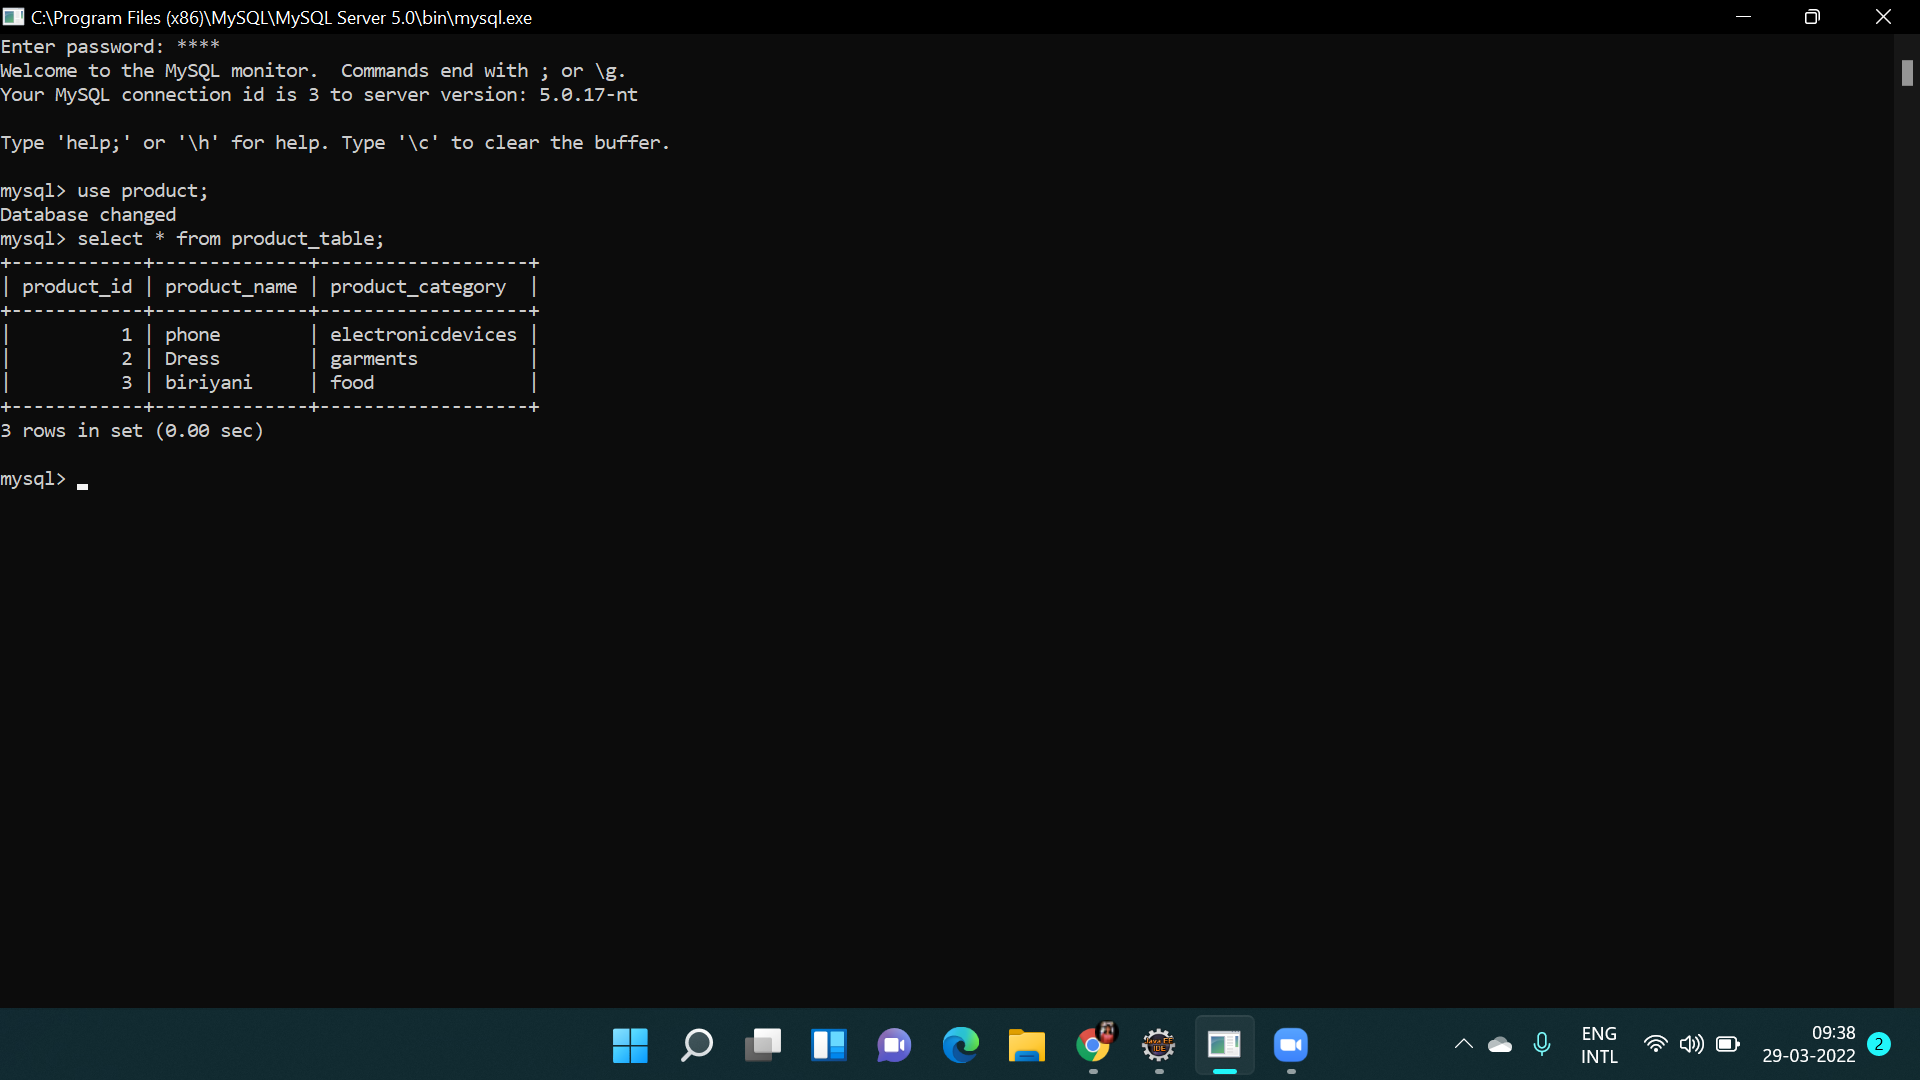 C:\Program Files (x86)\MySQL\MySQL Server 5.0\bin\mysql.exe
Enter password: ****
Welcome to the MySQL monitor.  Commands end with ; or \g.
Your MySQL connection id is 3 to server version: 5.0.17-nt

Type 'help;' or '\h' for help. Type '\c' to clear the buffer.

mysql> use product;
Database changed
mysql> select * from product_table;
+------------+--------------+-------------------+
| product_id | product_name | product_category  |
+------------+--------------+-------------------+
|          1 | phone        | electronicdevices |
|          2 | Dress        | garments          |
|          3 | biriyani     | food              |
+------------+--------------+-------------------+
3 rows in set (0.00 sec)

mysql> _
Java EE
IDE
ENG
INTL
09:38
29-03-2022
2